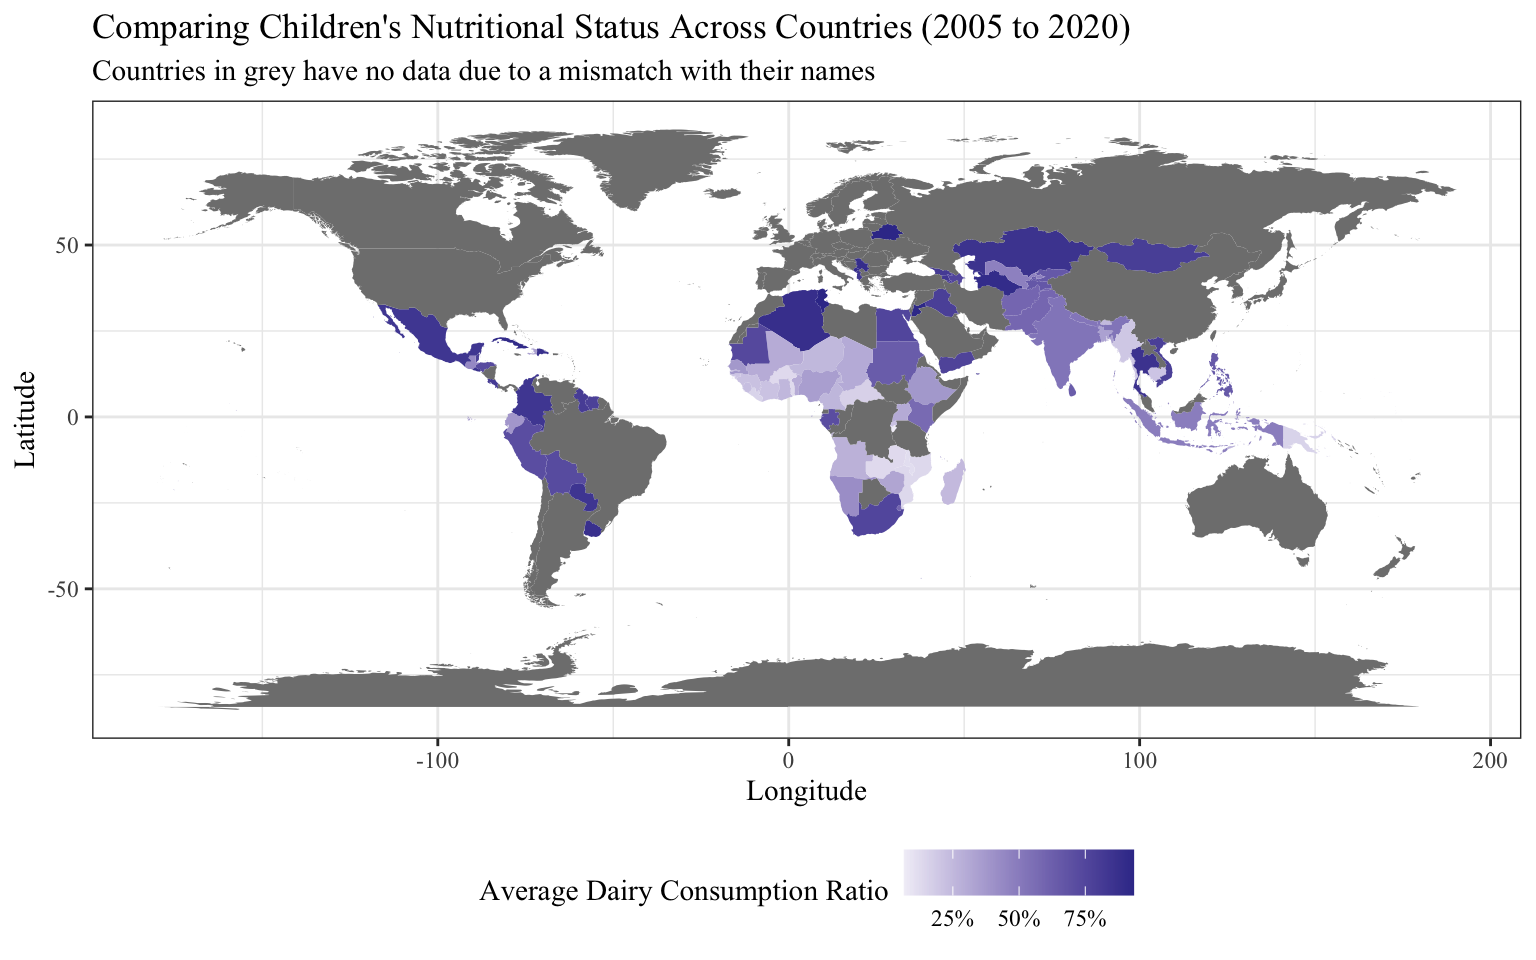 Comparing Children's Nutritional Status Across Countries (2005 to 2020)
Countries in grey have no data due to a mismatch with their names
Latitude
50
0
-50
-100
0
100
200
Longitude
Average Dairy Consumption Ratio
25%
50%
75%